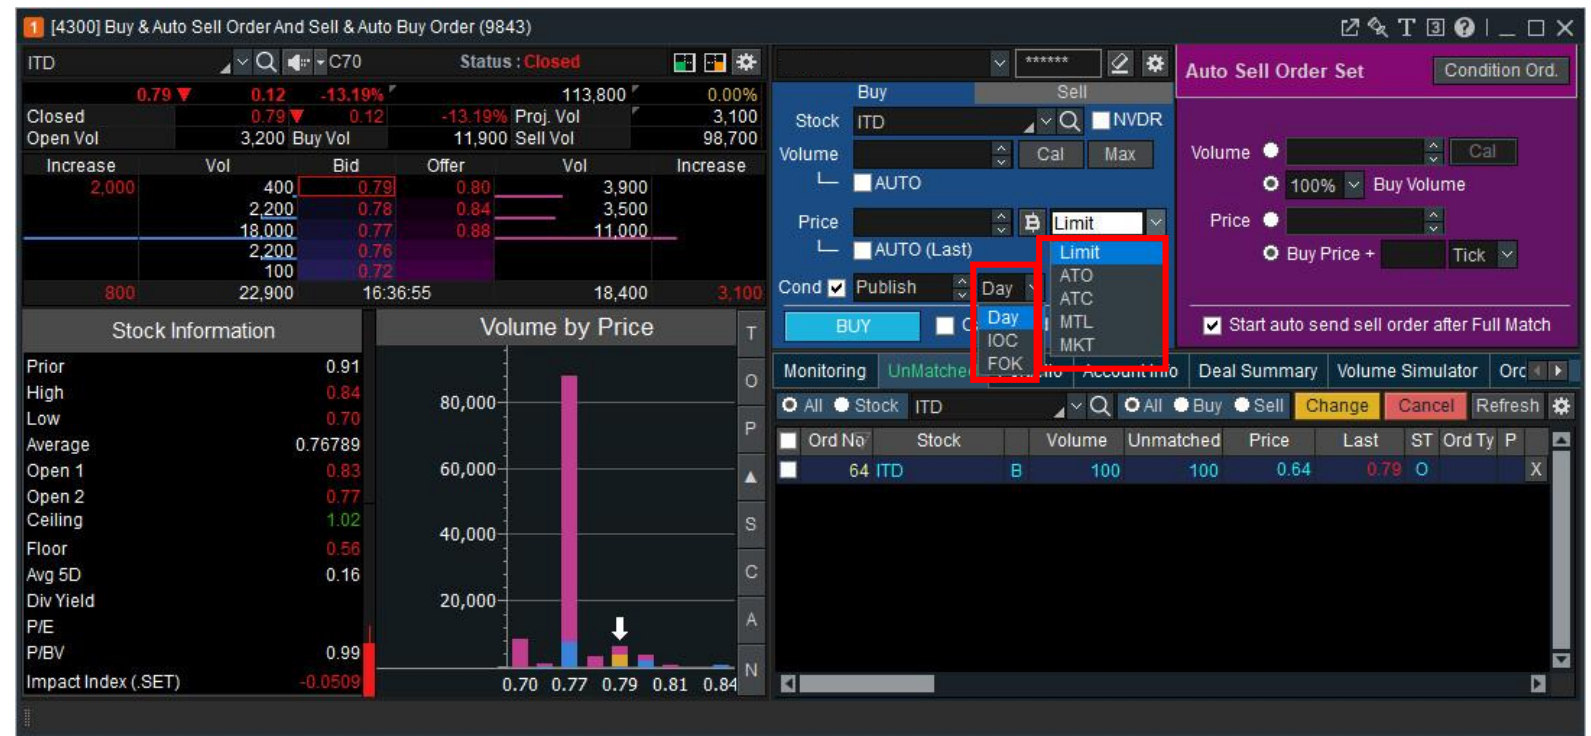 1 [4300] Buy & Auto Sell Order And Sell & Auto Buy Order (9843)
T 3 ?
ITD C70 Status : Closed
0.79 ▼ 0.12 -13.19% 113,800 0.00%
Closed 0.79 ▼ 0.12 -13.19% Proj. Vol 3,100
Open Vol 3,200 Buy Vol 11,900 Sell Vol 98,700
Increase Vol Bid Offer Vol Increase
2,000 400 0.79 0.80 3,900
2,200 0.78 0.84 3,500
18,000 0.77 0.88 11,000
2,200 0.76
100 0.72
800 22,900 16:36:55 18,400 3,100
Stock Information
Prior 0.91
High 0.84
Low 0.70
Average 0.76789
Open 1 0.83
Open 2 0.77
Ceiling 1.02
Floor 0.56
Avg 5D 0.16
Div Yield
P/E
P/BV 0.99
Impact Index (.SET) -0.0509
Volume by Price
80,000
60,000
40,000
20,000
0.70 0.77 0.79 0.81 0.84
T
O
P
▲
S
C
A
N
******
Buy Sell
Stock ITD NVDR
Volume Cal Max
AUTO
Price Limit
AUTO (Last)
Cond Publish Day
BUY
Limit
ATO
ATC
MTL
MKT
Day
IOC
FOK
Auto Sell Order Set Condition Ord.
Volume Cal
100% Buy Volume
Price
Buy Price + Tick
Start auto send sell order after Full Match
Monitoring UnMatched Account Info Deal Summary Volume Simulator Orc
All Stock ITD All Buy Sell Change Cancel Refresh
Ord No Stock Volume Unmatched Price Last ST Ord Ty P
64 ITD B 100 100 0.64 0.79 O X